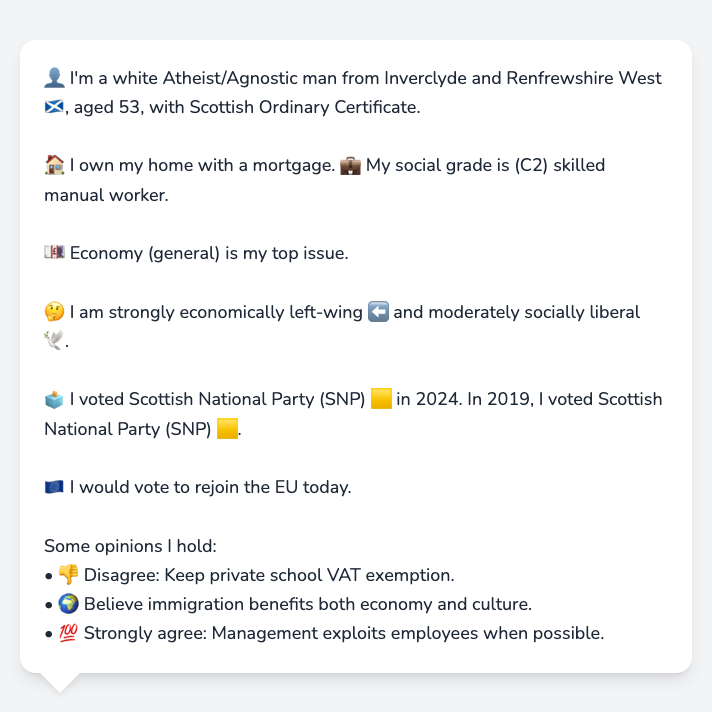 👤 I'm a white Atheist/Agnostic man from Inverclyde and Renfrewshire West
🏴󠁧󠁢󠁳󠁣󠁴󠁿, aged 53, with Scottish Ordinary Certificate.
🏠 I own my home with a mortgage. 💼 My social grade is (C2) skilled
manual worker.
💷 Economy (general) is my top issue.
🤔 I am strongly economically left-wing ⬅️ and moderately socially liberal
🕊️.
🗳️ I voted Scottish National Party (SNP) 🟨 in 2024. In 2019, I voted Scottish
National Party (SNP) 🟨.
🇪🇺 I would vote to rejoin the EU today.
Some opinions I hold:
• 👎 Disagree: Keep private school VAT exemption.
• 🌍 Believe immigration benefits both economy and culture.
• 💯 Strongly agree: Management exploits employees when possible.